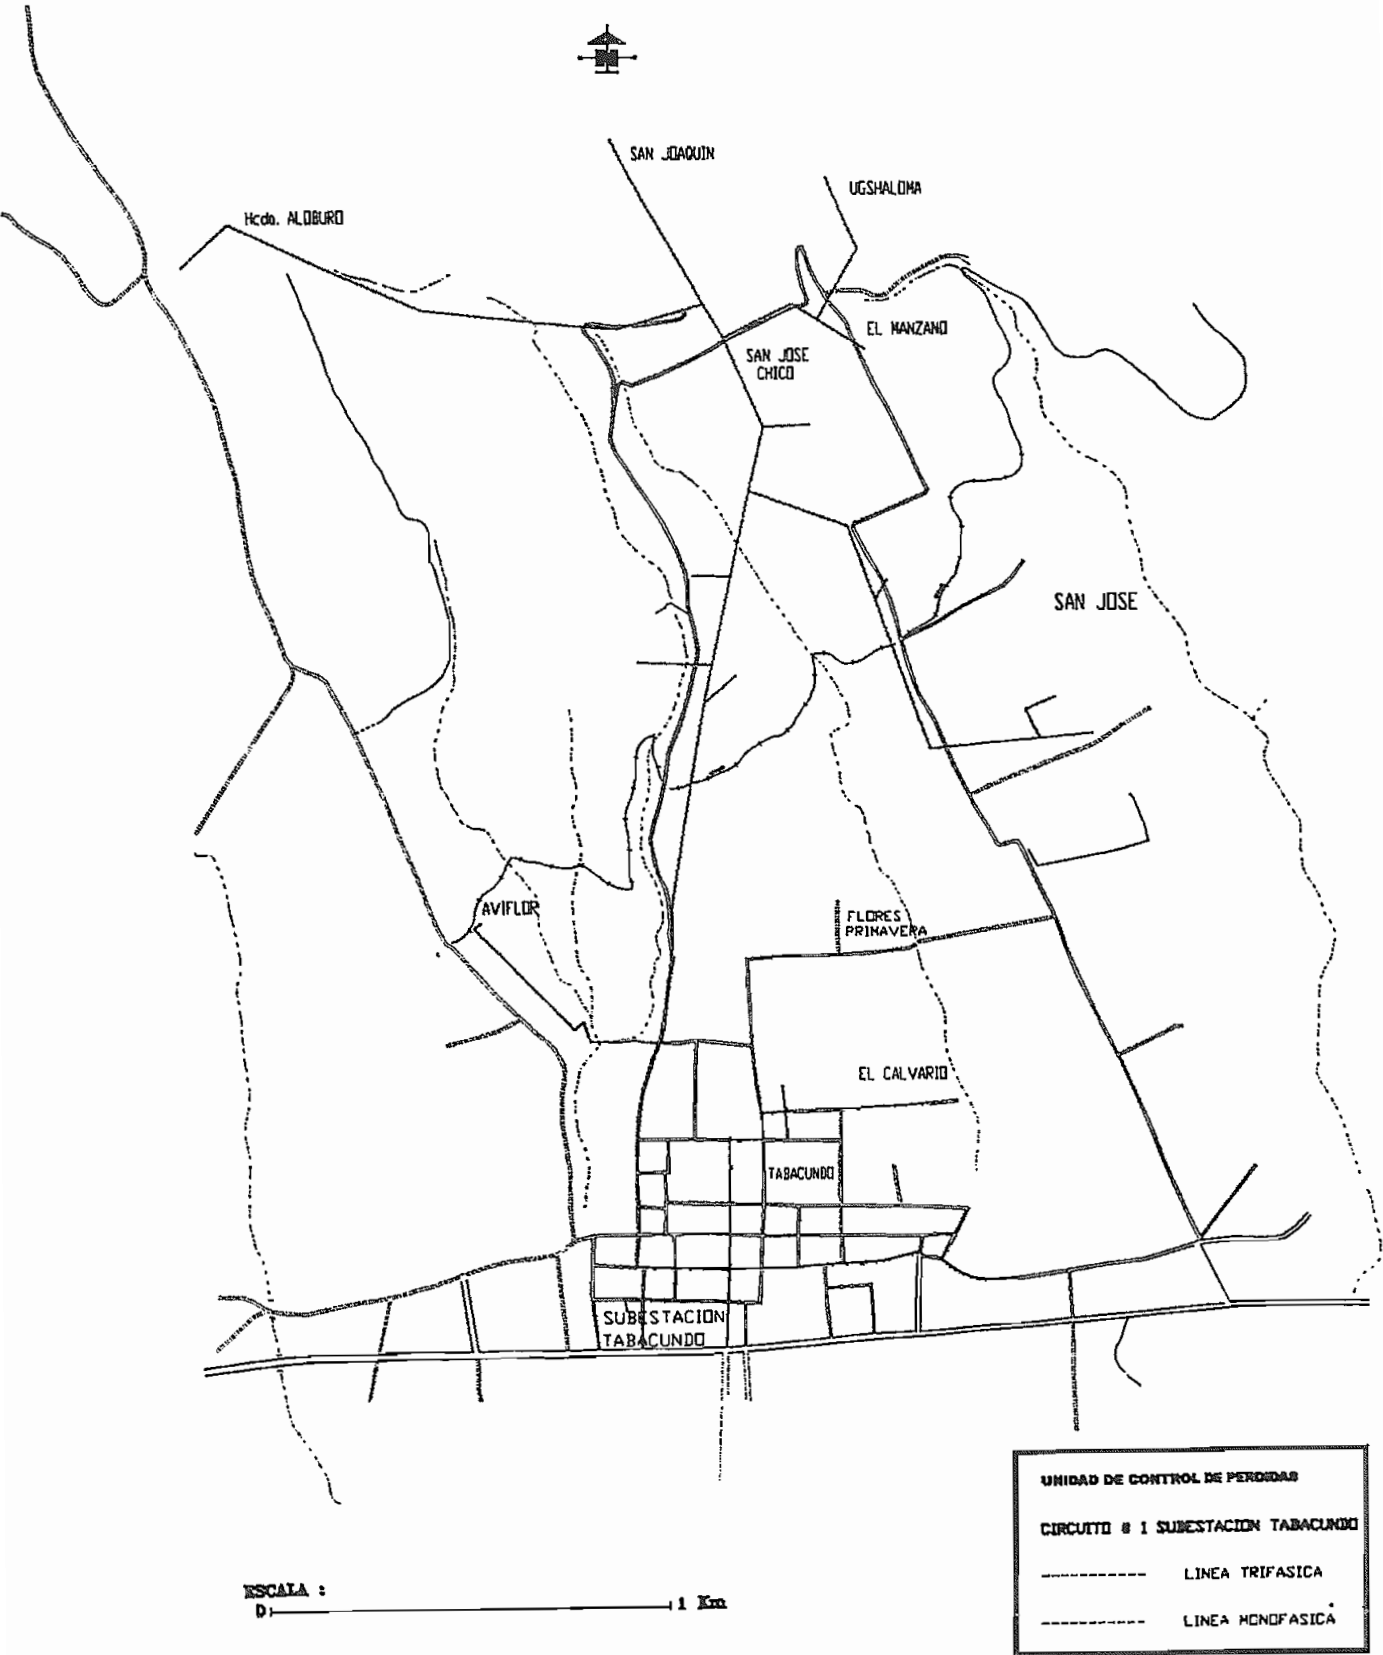 SAN JOAQUIN
UGSHALOMA
Hcda. ALOBURO
EL MANZANO
SAN JOSE
CHICO
SAN JOSE
AVIFLOR
FLORES
PRIMAVERA
EL CALVARIO
TABACUNDO
SUBESTACION
TABACUNDO
UNIDAD DE CONTROL DE PERDIDAS
CIRCUITO # 1 SUBESTACION TABACUNDO
LINEA TRIFASICA
LINEA MONOFASICA
ESCALA :
0 1 Km